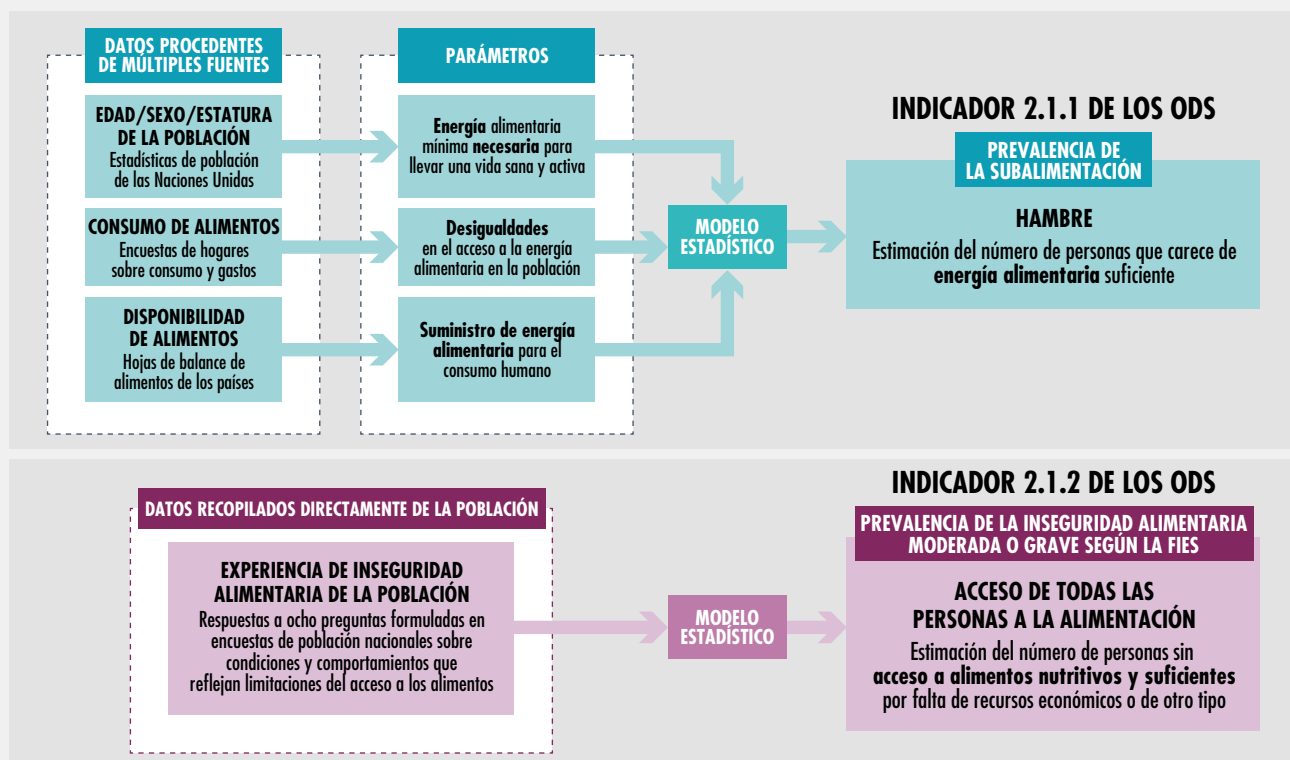 DATOS PROCEDENTES
DE MÚLTIPLES FUENTES
EDAD/SEXO/ESTATURA
DE LA POBLACIÓN
Estadísticas de población
de las Naciones Unidas
CONSUMO DE ALIMENTOS
Encuestas de hogares
sobre consumo y gastos
DISPONIBILIDAD
DE ALIMENTOS
Hojas de balance de
alimentos de los países
PARÁMETROS
Energía alimentaria
mínima necesaria para
llevar una vida sana y activa
Desigualdades
en el acceso a la energía
alimentaria en la población
Suministro de energía
alimentaria para el
consumo humano
MODELO
ESTADÍSTICO
INDICADOR 2.1.1 DE LOS ODS
PREVALENCIA DE
LA SUBALIMENTACIÓN
HAMBRE
Estimación del número de personas que carece de
energía alimentaria suficiente
DATOS RECOPILADOS DIRECTAMENTE DE LA POBLACIÓN
EXPERIENCIA DE INSEGURIDAD
ALIMENTARIA DE LA POBLACIÓN
Respuestas a ocho preguntas formuladas en
encuestas de población nacionales sobre
condiciones y comportamientos que
reflejan limitaciones del acceso a los alimentos
MODELO
ESTADÍSTICO
INDICADOR 2.1.2 DE LOS ODS
PREVALENCIA DE LA INSEGURIDAD ALIMENTARIA
MODERADA O GRAVE SEGÚN LA FIES
ACCESO DE TODAS LAS
PERSONAS A LA ALIMENTACIÓN
Estimación del número de personas sin
acceso a alimentos nutritivos y suficientes
por falta de recursos económicos o de otro tipo